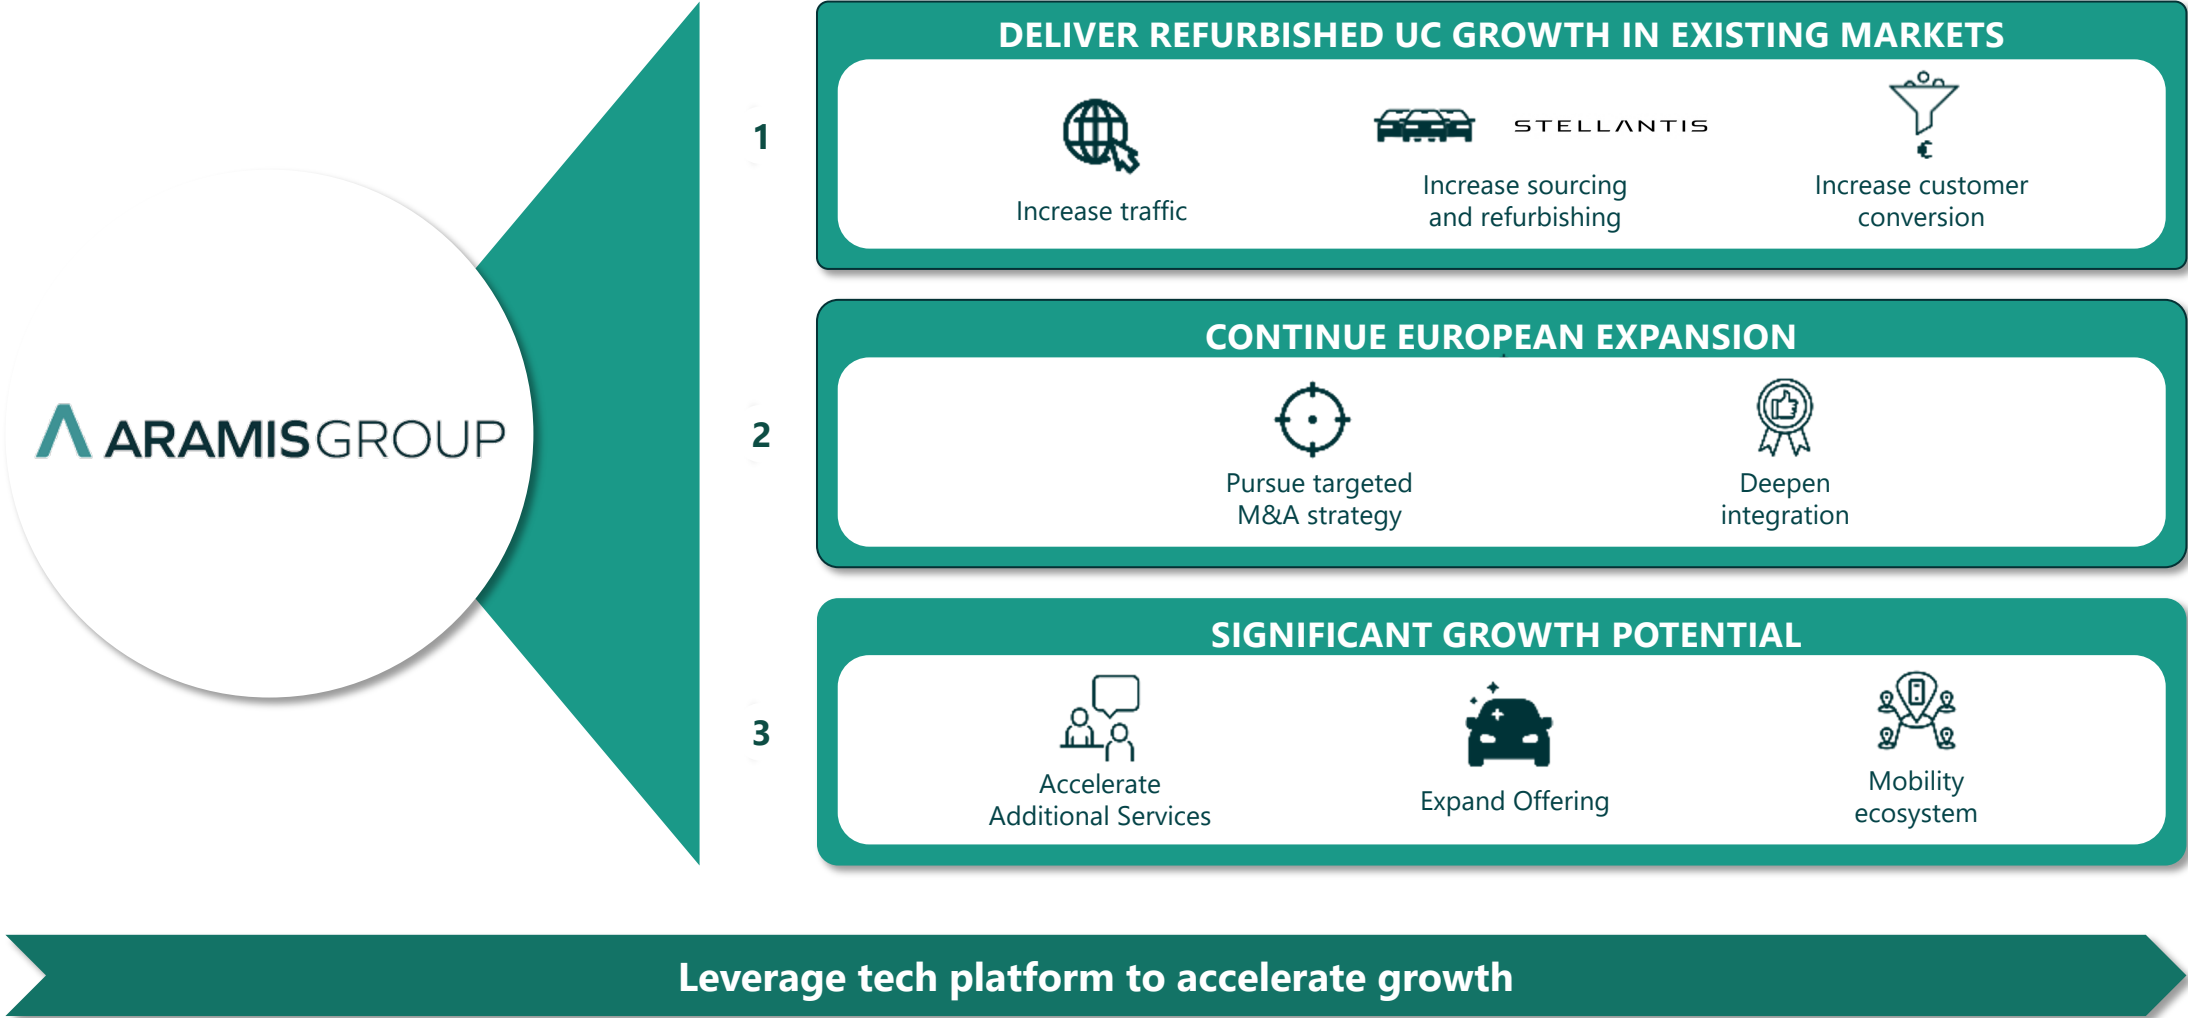 ARAMISGROUP
1
DELIVER REFURBISHED UC GROWTH IN EXISTING MARKETS
Increase traffic
STELLANTIS
Increase sourcing
and refurbishing
€
Increase customer
conversion
2
CONTINUE EUROPEAN EXPANSION
Pursue targeted
M&A strategy
Deepen
integration
3
SIGNIFICANT GROWTH POTENTIAL
Accelerate
Additional Services
Expand Offering
Mobility
ecosystem
Leverage tech platform to accelerate growth